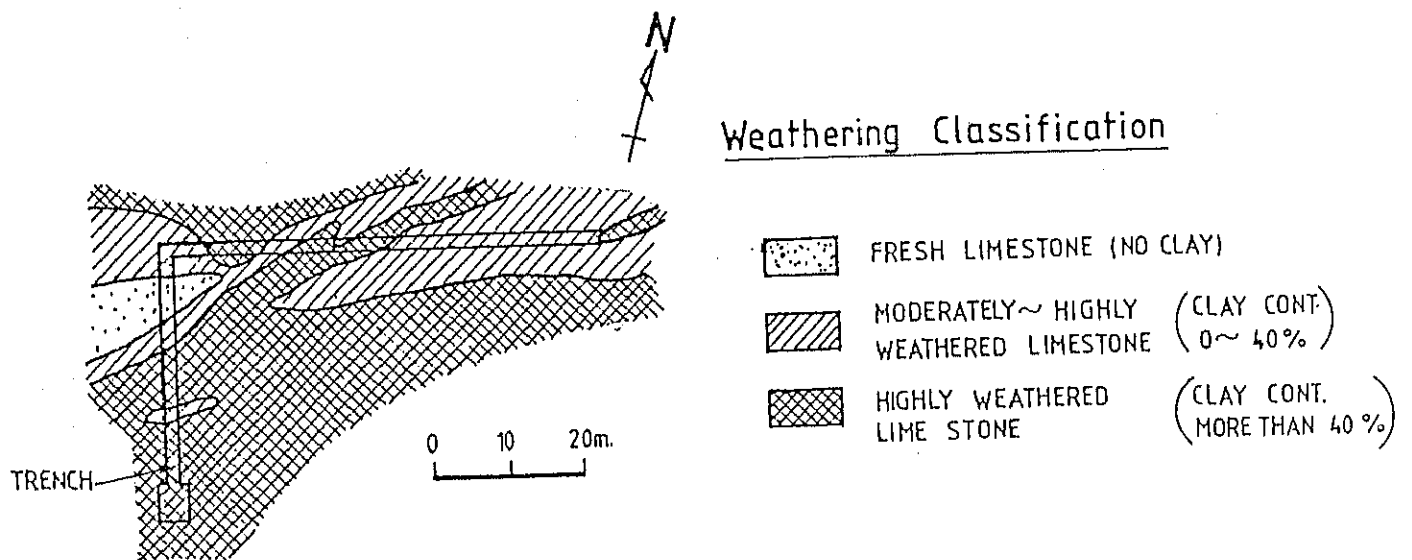 N
Weathering Classification
FRESH LIMESTONE (NO CLAY)
MODERATELY~ HIGHLY
WEATHERED LIMESTONE
(CLAY CONT.
0~ 40%)
HIGHLY WEATHERED
LIME STONE
(CLAY CONT.
MORE THAN 40%)
0 10 20m.
TRENCH